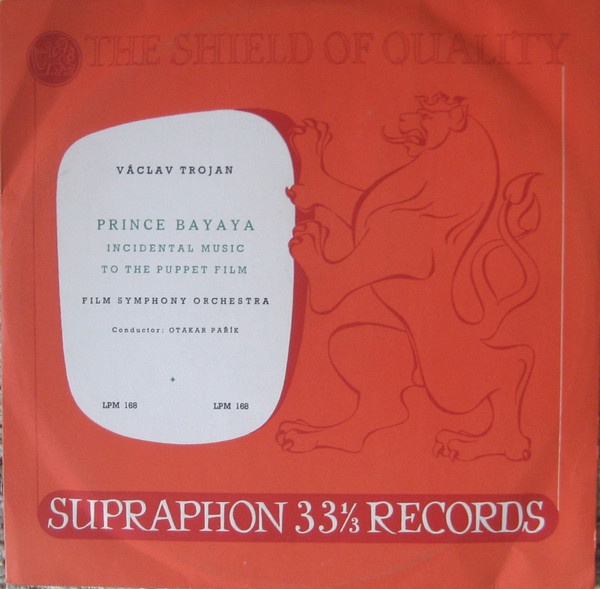 THE SHIELD OF QUALITY
VÁCLAV TROJAN
PRINCE BAYAYA
INCIDENTAL MUSIC
TO THE PUPPET FILM
FILM SYMPHONY ORCHESTRA
Conductor: OTAKAR PAŘÍK
LPM 168 LPM 168
SUPRAPHON 33⅓ RECORDS